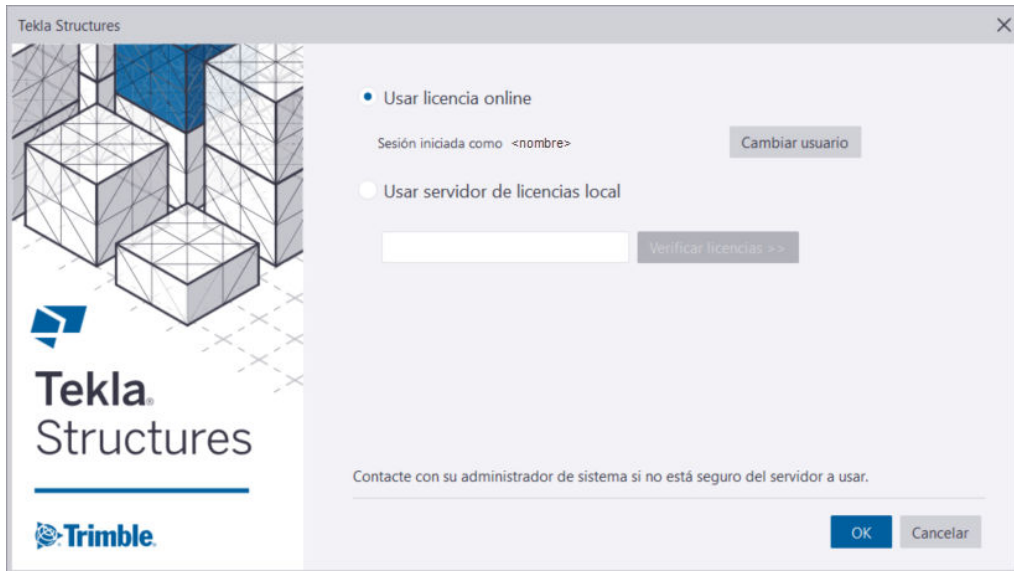 Tekla Structures
Usar licencia online
Sesión iniciada como <nombre>
Cambiar usuario
Usar servidor de licencias local
Verificar licencias >>
Tekla®
Structures
Contacte con su administrador de sistema si no está seguro del servidor a usar.
Trimble.
OK
Cancelar